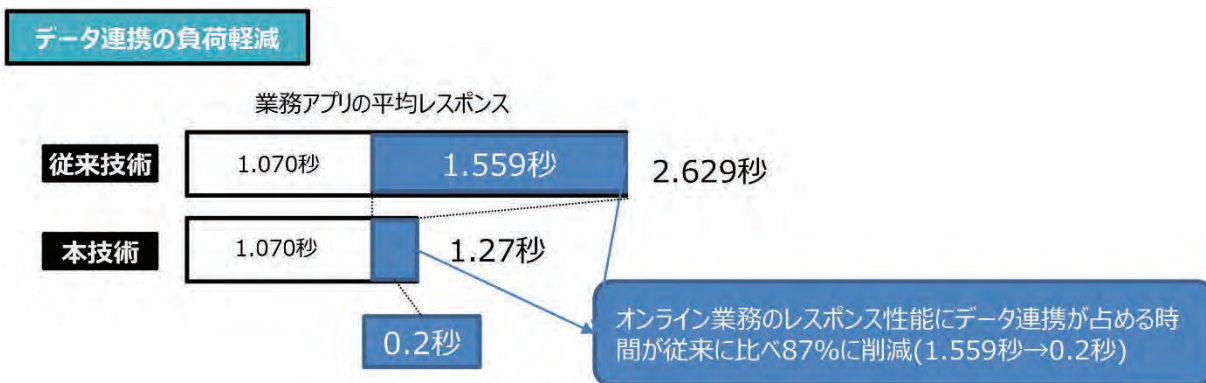 データ連携の負荷軽減
業務アプリの平均レスポンス
従来技術
1.070秒
1.559秒
2.629秒
本技術
1.070秒
1.27秒
0.2秒
オンライン業務のレスポンス性能にデータ連携が占める時
間が従来に比べ87%に削減(1.559秒→0.2秒)